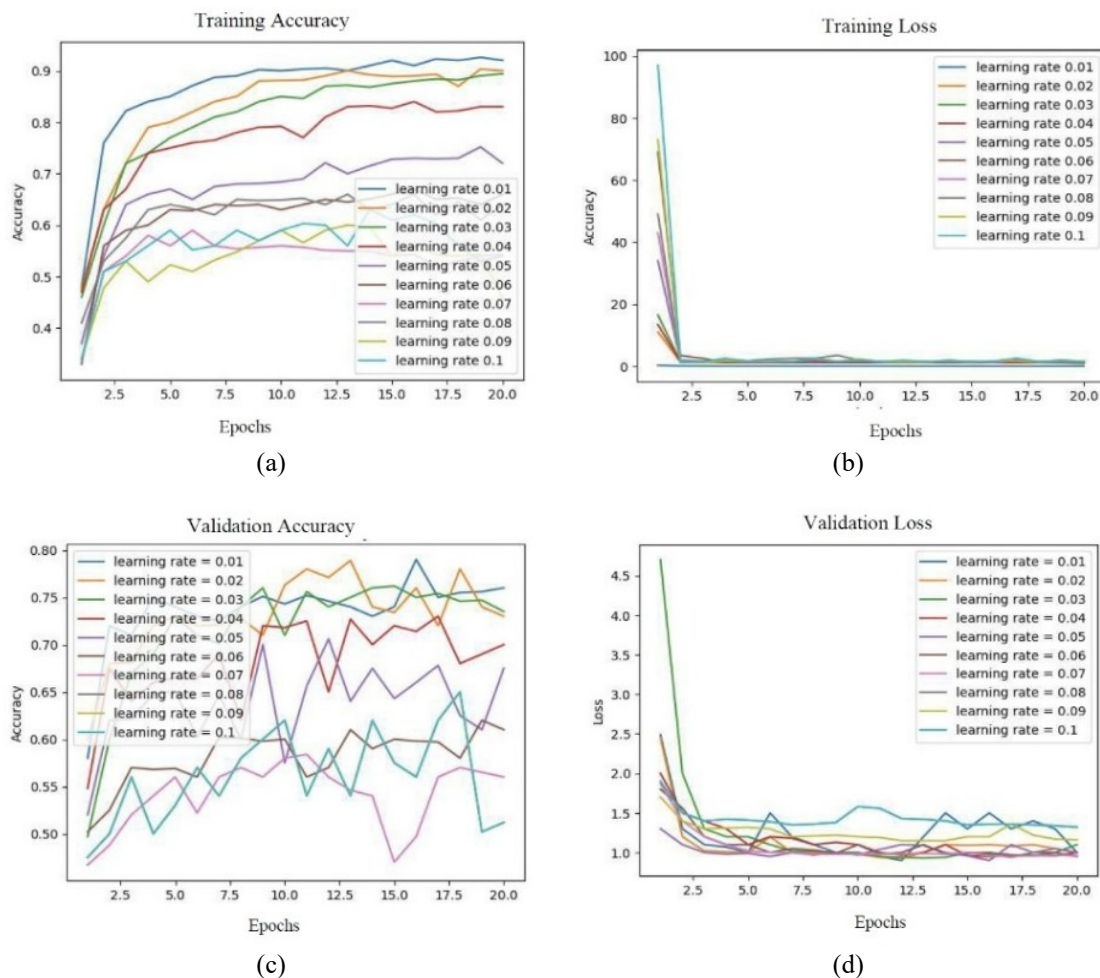 (a)
Training Accuracy
Accuracy
0.9
0.8
0.7
0.6
0.5
0.4
learning rate 0.01
learning rate 0.02
learning rate 0.03
learning rate 0.04
learning rate 0.05
learning rate 0.06
learning rate 0.07
learning rate 0.08
learning rate 0.09
learning rate 0.1
2.5 5.0 7.5 10.0 12.5 15.0 17.5 20.0
Epochs
(a)
(b)
Training Loss
Accuracy
100
80
60
40
20
0
learning rate 0.01
learning rate 0.02
learning rate 0.03
learning rate 0.04
learning rate 0.05
learning rate 0.06
learning rate 0.07
learning rate 0.08
learning rate 0.09
learning rate 0.1
2.5 5.0 7.5 10.0 12.5 15.0 17.5 20.0
Epochs
(b)
Validation Accuracy
Accuracy
0.80
0.75
0.70
0.65
0.60
0.55
0.50
learning rate = 0.01
learning rate = 0.02
learning rate = 0.03
learning rate = 0.04
learning rate = 0.05
learning rate = 0.06
learning rate = 0.07
learning rate = 0.08
learning rate = 0.09
learning rate = 0.1
2.5 5.0 7.5 10.0 12.5 15.0 17.5 20.0
Epochs
(c)
Validation Loss
Loss
4.5
4.0
3.5
3.0
2.5
2.0
1.5
1.0
learning rate = 0.01
learning rate = 0.02
learning rate = 0.03
learning rate = 0.04
learning rate = 0.05
learning rate = 0.06
learning rate = 0.07
learning rate = 0.08
learning rate = 0.09
learning rate = 0.1
2.5 5.0 7.5 10.0 12.5 15.0 17.5 20.0
Epochs
(d)